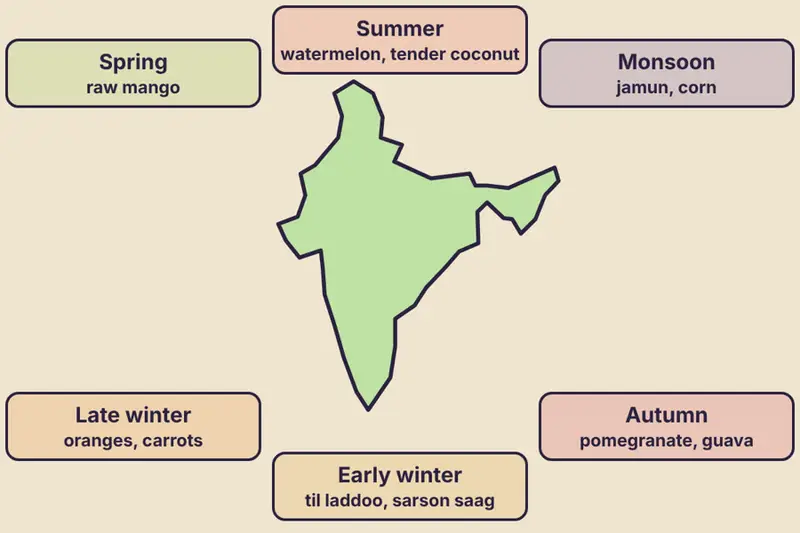 Spring
raw mango
Summer
watermelon, tender coconut
Monsoon
jamun, corn
Late winter
oranges, carrots
Early winter
til laddoo, sarson saag
Autumn
pomegranate, guava